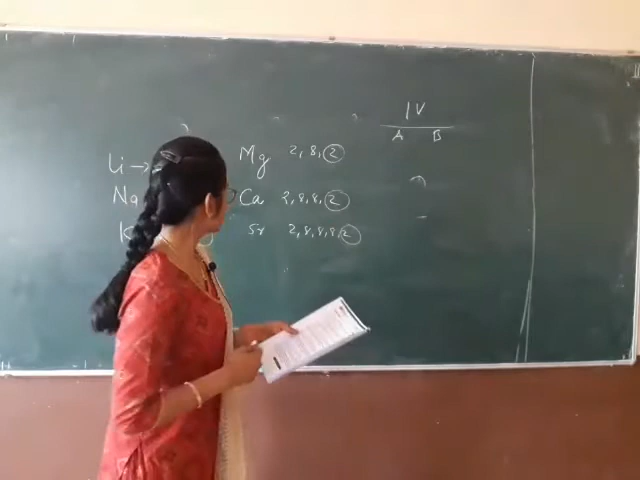 IV
A B
Li → Mg 2, 8, 2
Na Ca 2, 8, 8, 2
K Sr 2, 8, 8, 8, 2